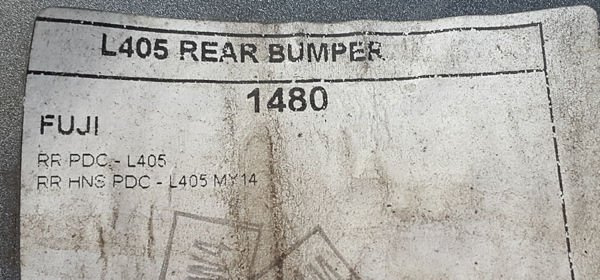 L405 REAR BUMPER
1480
FUJI
RR PDC - L405
RR HNS PDC - L405 MY14